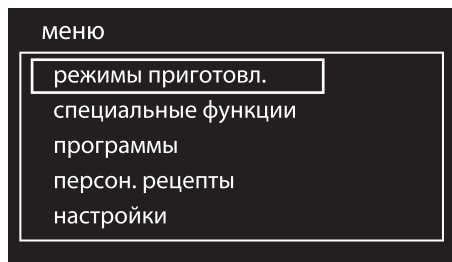 меню
режимы приготовл.
специальные функции
программы
персон. рецепты
настройки